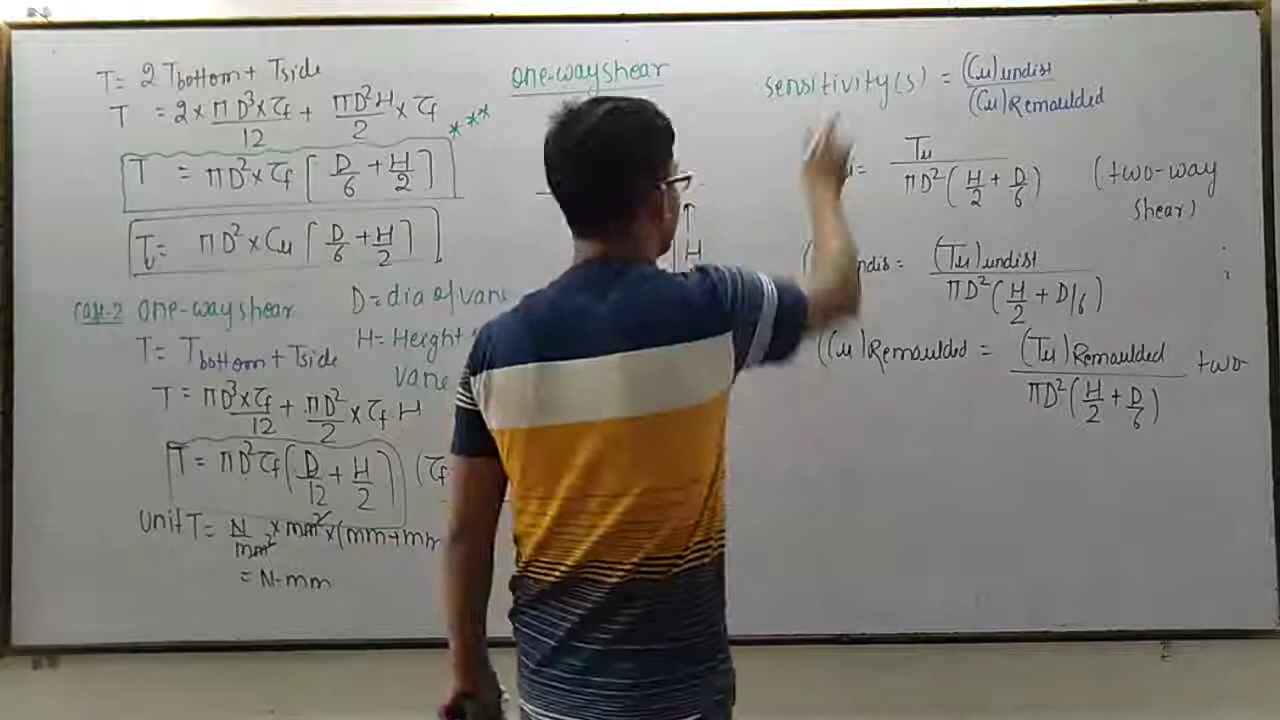 T = 2 Tbottom + Tside
T = 2 × ΠD³×τf/12 + ΠD²H/2 × τf
T = ΠD²×τf [D/6 + H/2] ***
T = ΠD²×Cu [D/6 + H/2]
Case-2 one-way shear
T = Tbottom + Tside
T = ΠD³×τf/12 + ΠD²/2 × τf H
T = ΠD²τf (D/12 + H/2) (τf
unit T = N/mm² × mm² × (mm+mm
= N-mm
D = dia of vane
H = Height
vane
one-way shear
H
sensitivity(s) = (Cu)undist/(Cu)Remoulded
= Tu/ΠD²(H/2 + D/6) (two-way
shear)
undis = (Tu)undist/ΠD²(H/2 + D/6)
(Cu)Remoulded = (Tu)Remoulded/ΠD²(H/2 + D/6) two-